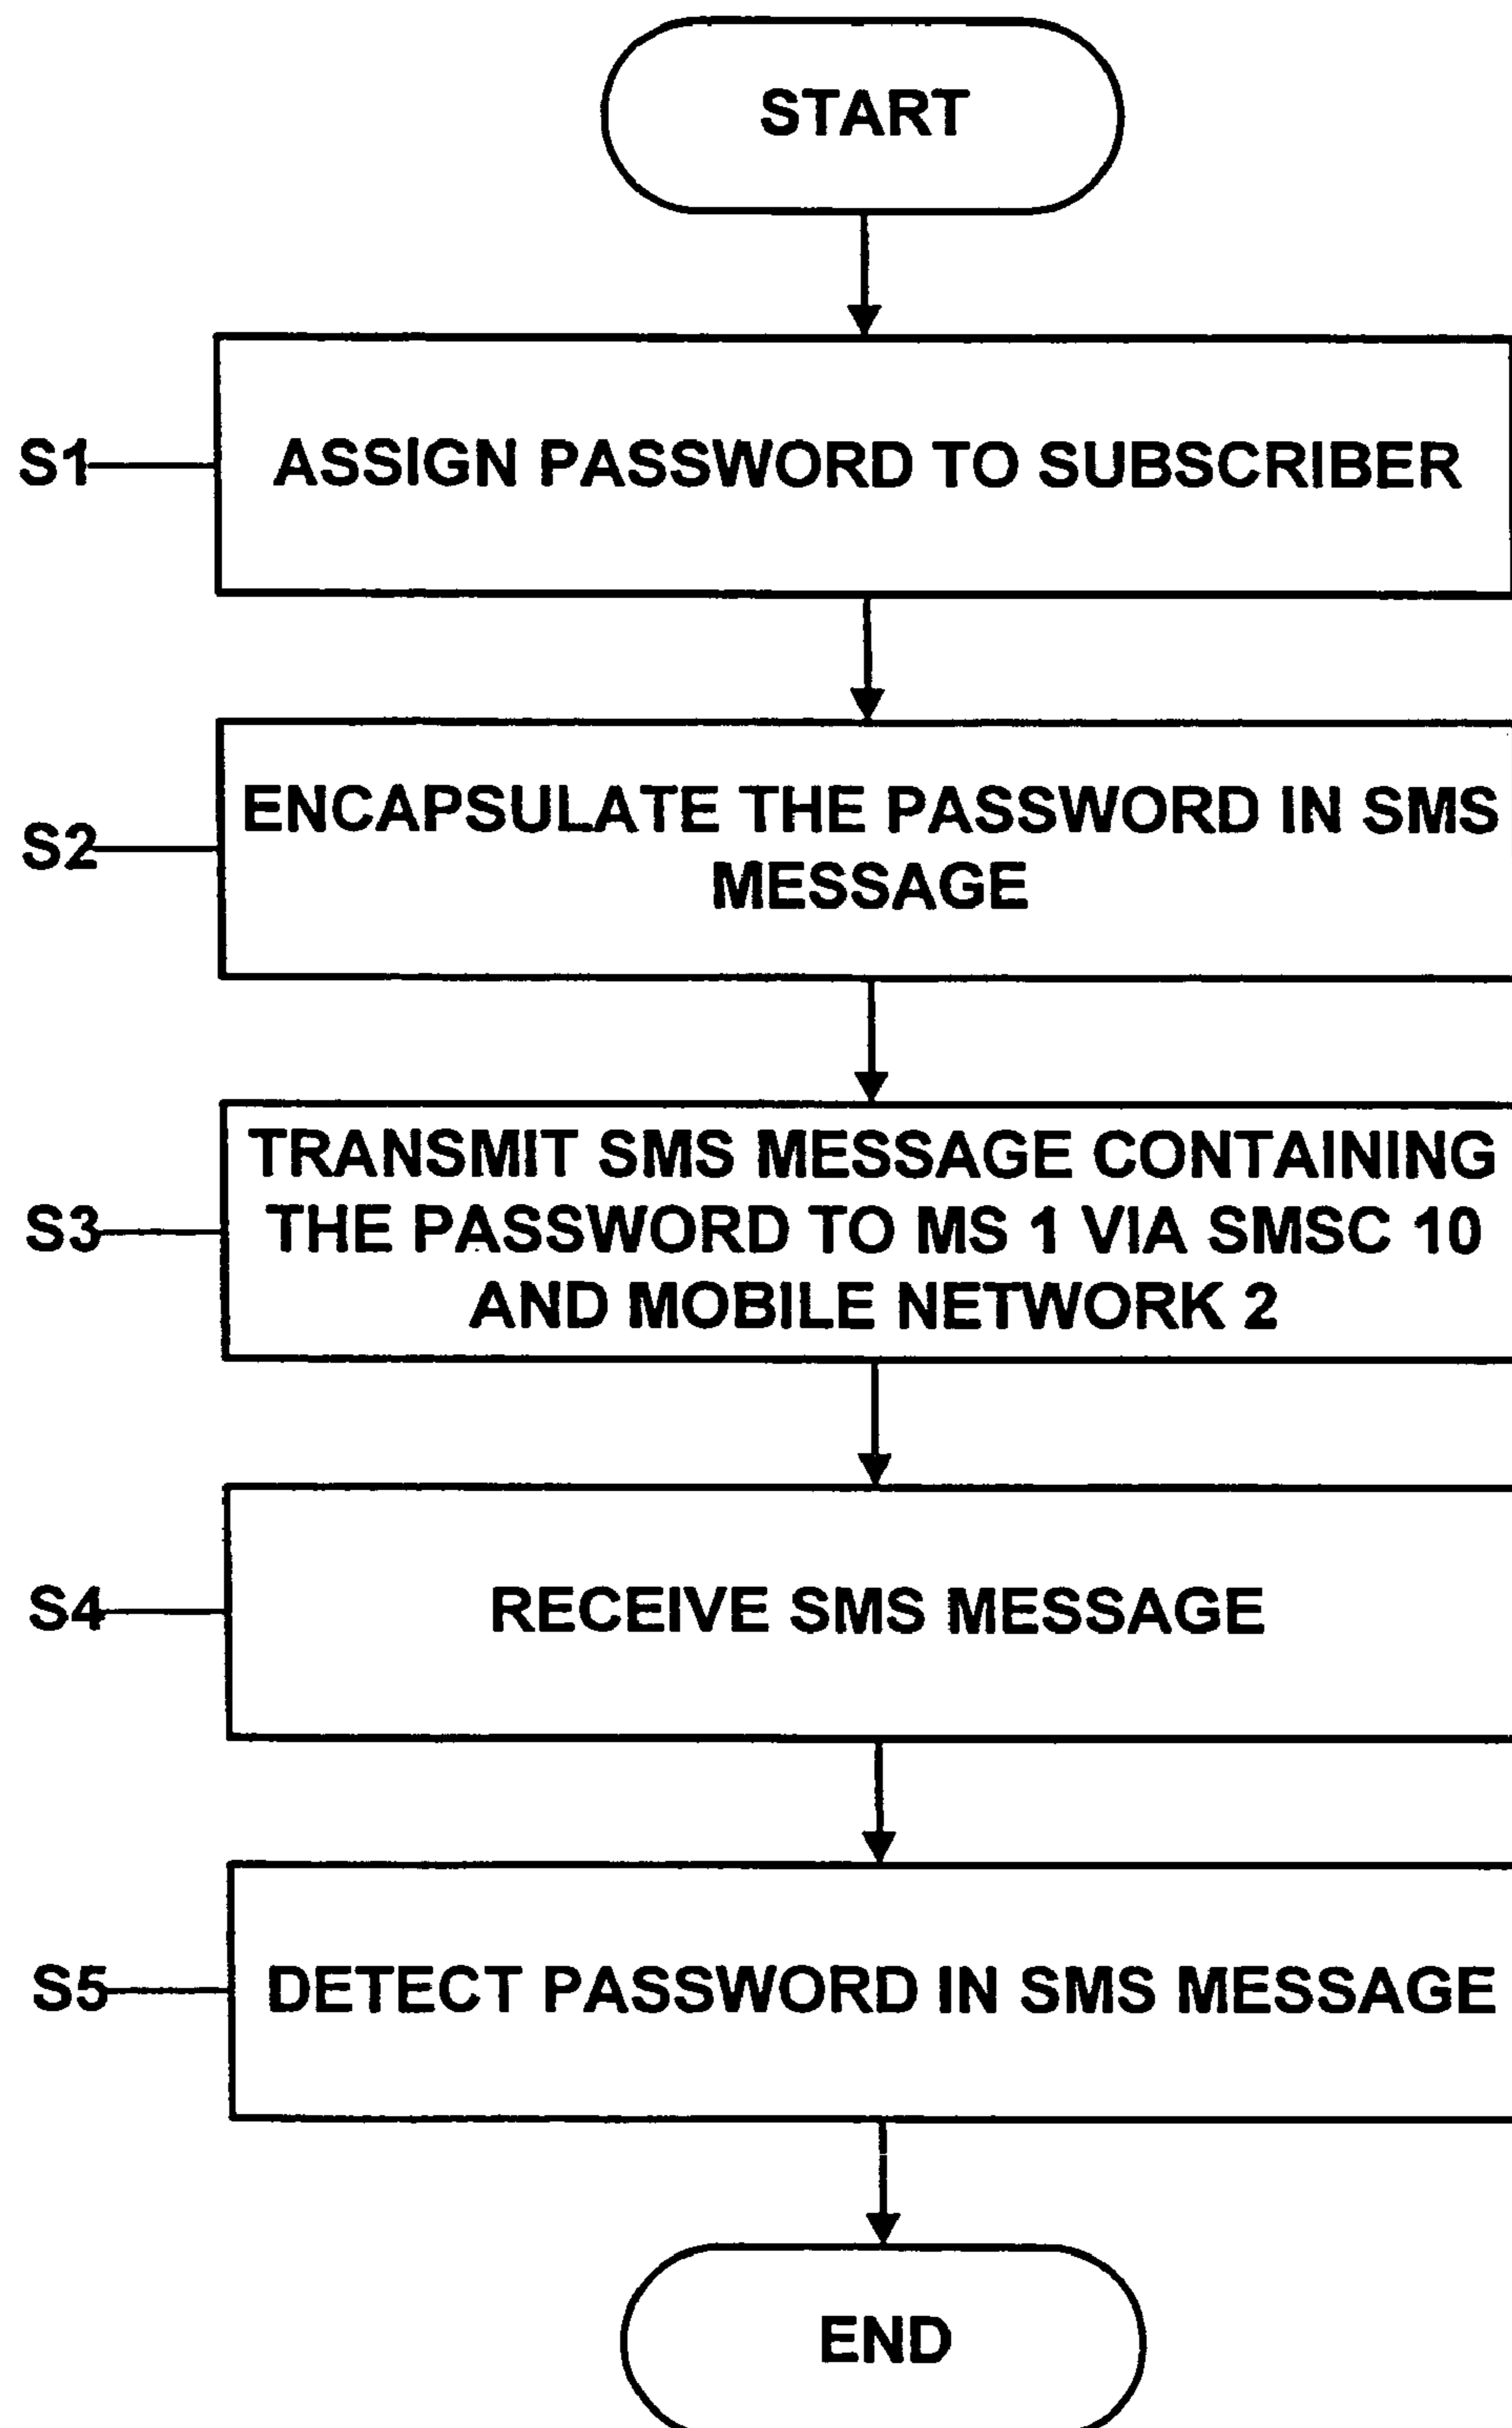 START
S1
ASSIGN PASSWORD TO SUBSCRIBER
S2
ENCAPSULATE THE PASSWORD IN SMS
MESSAGE
S3
TRANSMIT SMS MESSAGE CONTAINING
THE PASSWORD TO MS 1 VIA SMSC 10
AND MOBILE NETWORK 2
S4
RECEIVE SMS MESSAGE
S5
DETECT PASSWORD IN SMS MESSAGE
END